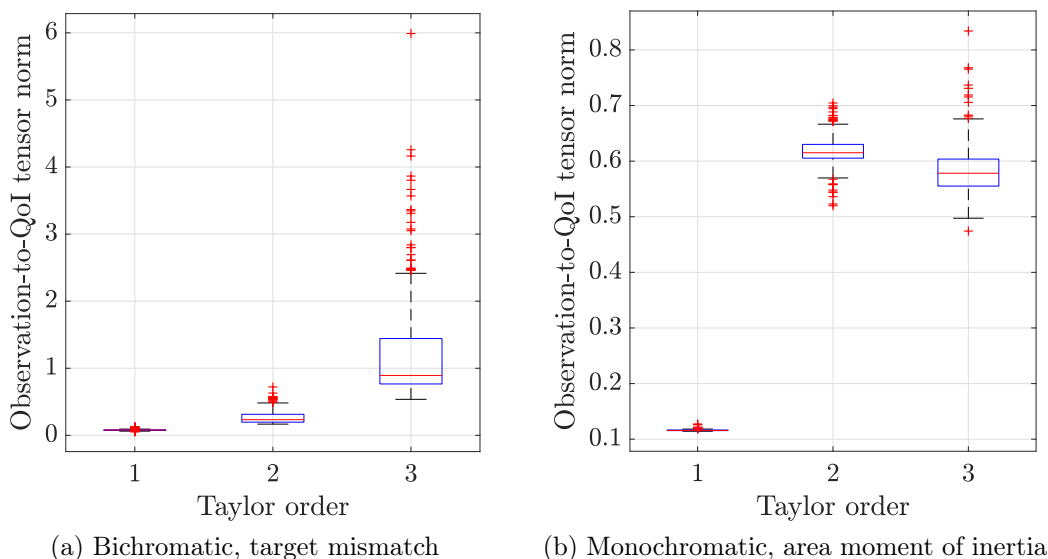 Observation-to-QoI tensor norm
6
5
4
3
2
1
0
1 2 3
Taylor order
(a) Bichromatic, target mismatch
Observation-to-QoI tensor norm
0.8
0.7
0.6
0.5
0.4
0.3
0.2
0.1
1 2 3
Taylor order
(b) Monochromatic, area moment of inertia